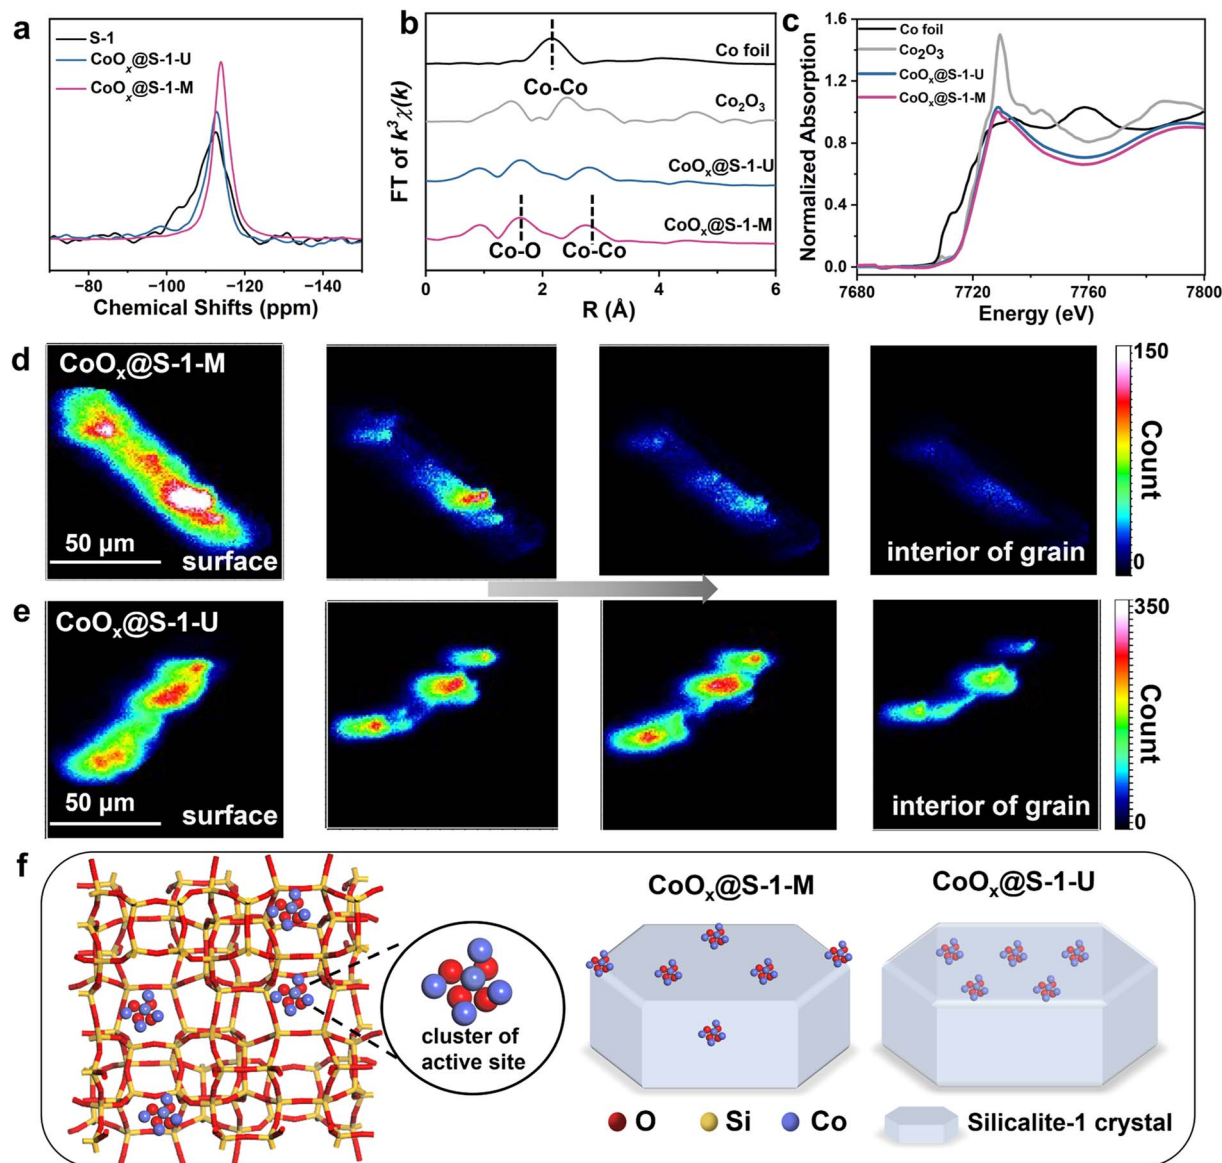 a
S-1
CoOx@S-1-U
CoOx@S-1-M
−80 −100 −120 −140
Chemical Shifts (ppm)
b
FT of k³χ(k)
Co foil
Co-Co
Co₂O₃
CoOx@S-1-U
CoOx@S-1-M
Co-O
Co-Co
0 2 4 6
R (Å)
c
Normalized Absorption
1.6
1.2
0.8
0.4
0.0
Co foil
Co₂O₃
CoOx@S-1-U
CoOx@S-1-M
7680 7720 7760 7800
Energy (eV)
d
CoOx@S-1-M
50 μm
surface
interior of grain
150
Count
0
e
CoOx@S-1-U
50 μm
surface
interior of grain
350
Count
0
f
cluster of
active site
CoOx@S-1-M
CoOx@S-1-U
O
Si
Co
Silicalite-1 crystal